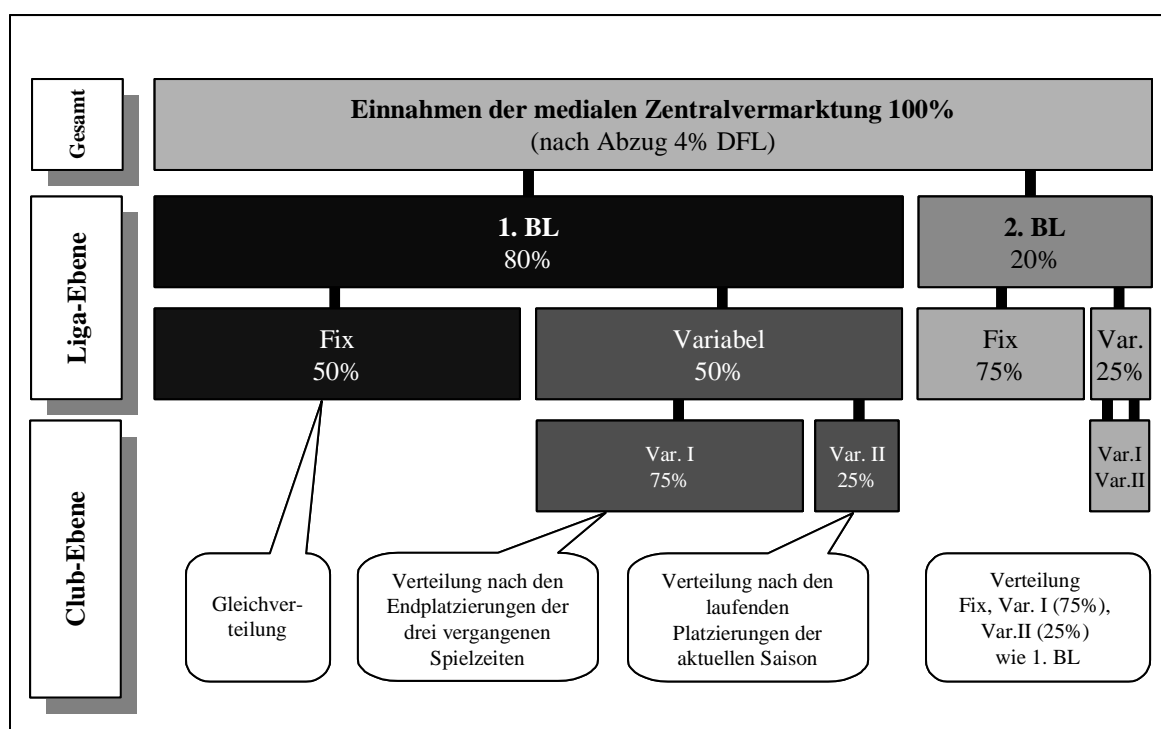 Gesamt
Einnahmen der medialen Zentralvermarktung 100%
(nach Abzug 4% DFL)
Liga-Ebene
1. BL
80%
2. BL
20%
Fix
50%
Variabel
50%
Fix
75%
Var.
25%
Club-Ebene
Var. I
75%
Var. II
25%
Var.I
Var.II
Gleichver-
teilung
Verteilung nach den
Endplatzierungen der
drei vergangenen
Spielzeiten
Verteilung nach den
laufenden
Platzierungen der
aktuellen Saison
Verteilung
Fix, Var. I (75%),
Var.II (25%)
wie 1. BL